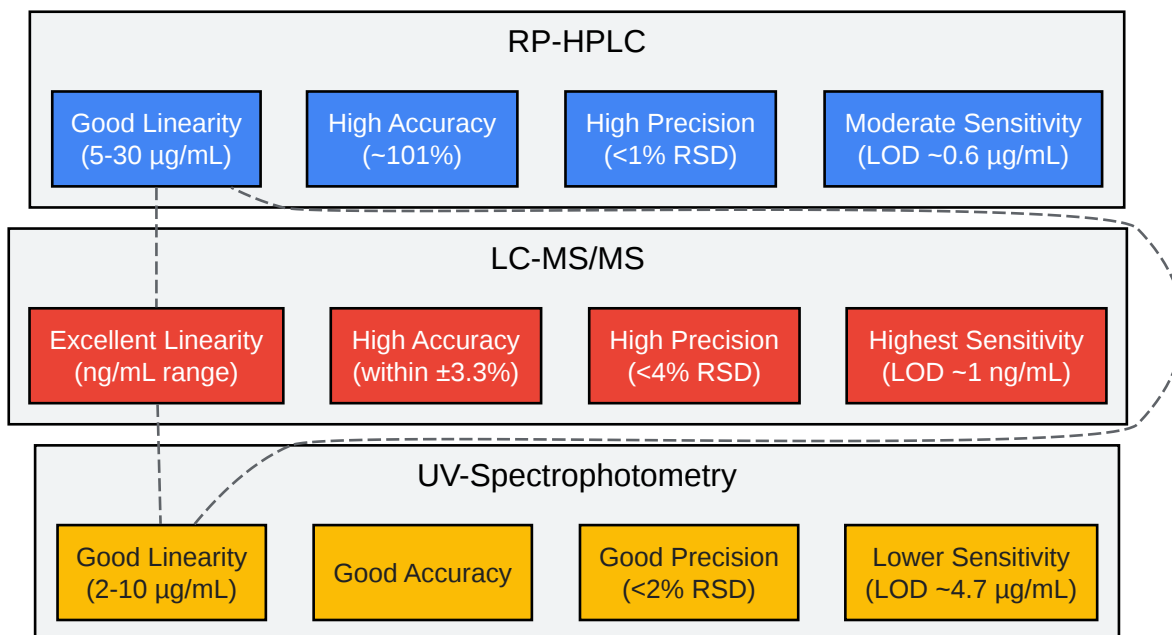 RP-HPLC
Good Linearity
(5-30 µg/mL)
High Accuracy
(~101%)
High Precision
(<1% RSD)
Moderate Sensitivity
(LOD ~0.6 µg/mL)
LC-MS/MS
Excellent Linearity
(ng/mL range)
High Accuracy
(within ±3.3%)
High Precision
(<4% RSD)
Highest Sensitivity
(LOD ~1 ng/mL)
UV-Spectrophotometry
Good Linearity
(2-10 µg/mL)
Good Accuracy
Good Precision
(<2% RSD)
Lower Sensitivity
(LOD ~4.7 µg/mL)